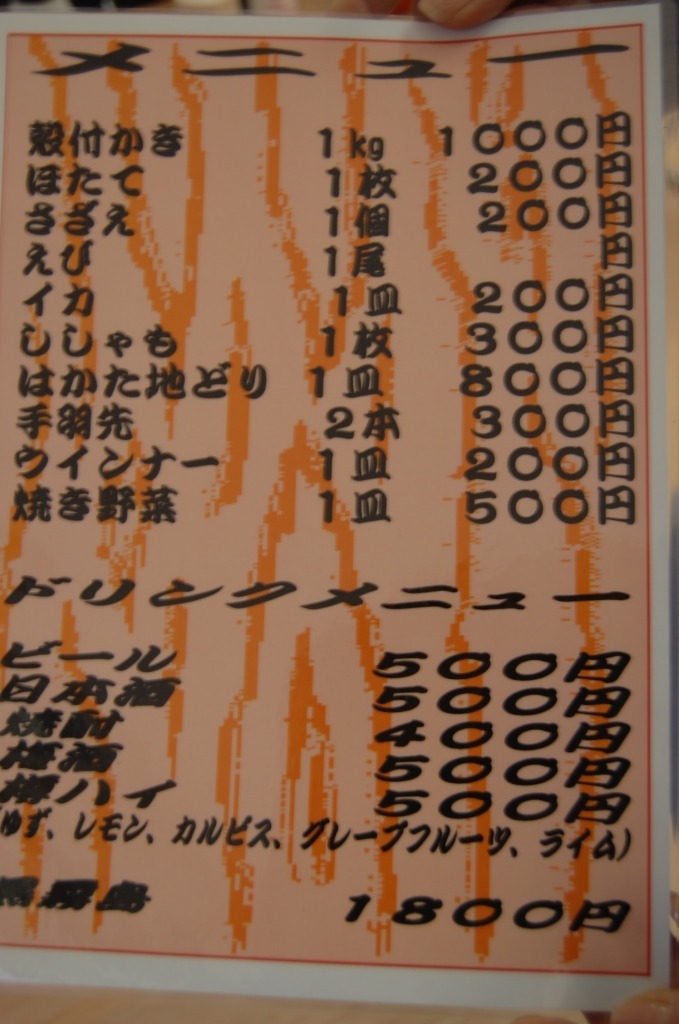 メニュー
殻付かき 1kg 1000円
ほたて 1枚 200円
さざえ 1個 200円
えび 1尾 円
イカ 1皿 200円
ししゃも 1枚 300円
はかた地どり 1皿 800円
手羽先 2本 300円
ウインナー 1皿 200円
焼き野菜 1皿 500円
ドリンクメニュー
ビール 500円
日本酒 500円
焼酎 400円
梅酒 500円
酎ハイ 500円
(ゆず、レモン、カルピス、グレープフルーツ、ライム)
黒霧島 1800円